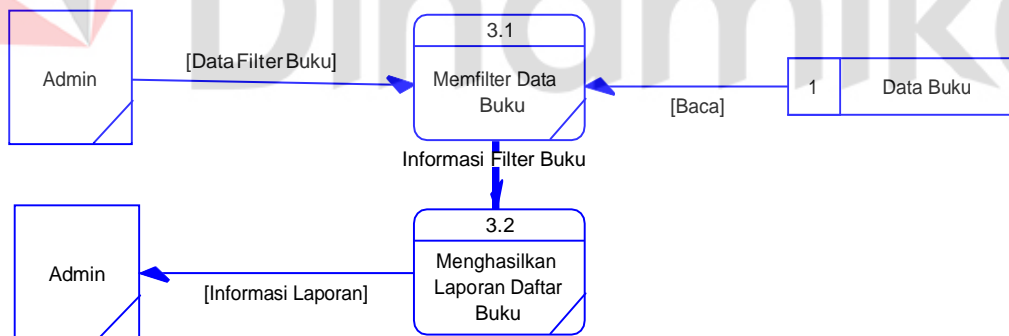 Dinamika
3.1
[Data Filter Buku]
Admin
Memfilter Data
Buku
1
Data Buku
[Baca]
Informasi Filter Buku
3.2
Admin
Menghasilkan
Laporan Daftar
Buku
[Informasi Laporan]